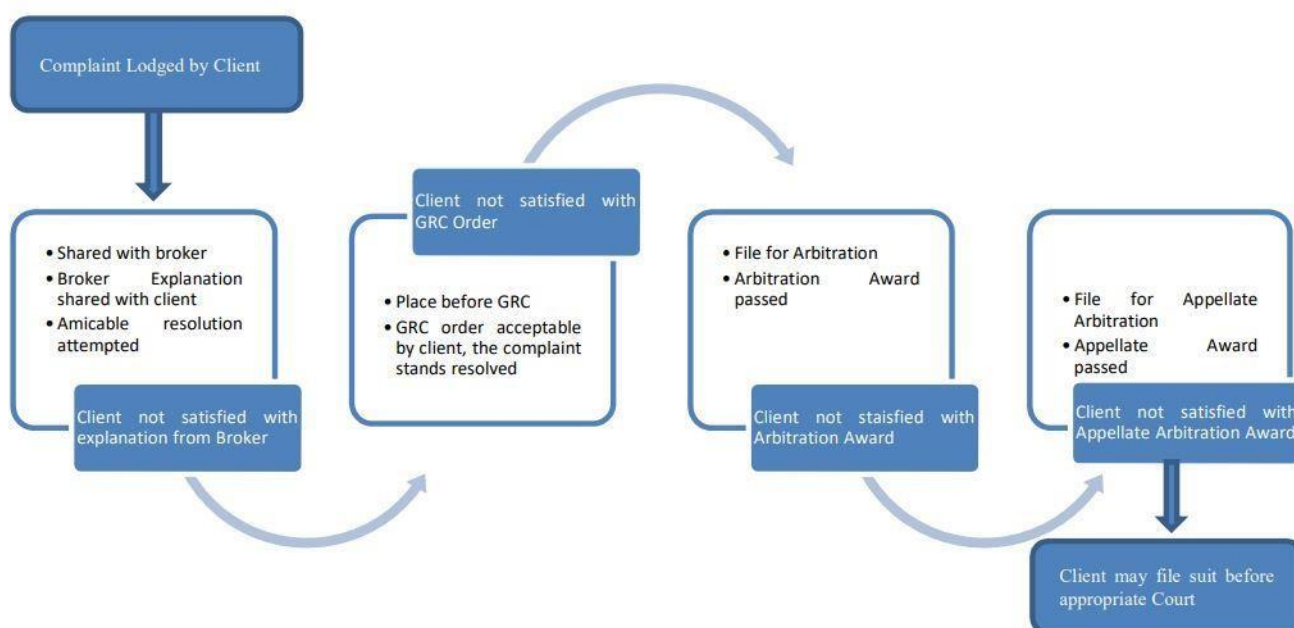 Complaint Lodged by Client
• Shared with broker
• Broker Explanation
shared with client
• Amicable resolution
attempted
Client not satisfied with
explanation from Broker
Client not satisfied with
GRC Order
• Place before GRC
• GRC order acceptable
by client, the complaint
stands resolved
• File for Arbitration
• Arbitration Award
passed
Client not staisfied with
Arbitration Award
• File for Appellate
Arbitration
• Appellate Award
passed
Client not satisfied with
Appellate Arbitration Award
Client may file suit before
appropriate Court